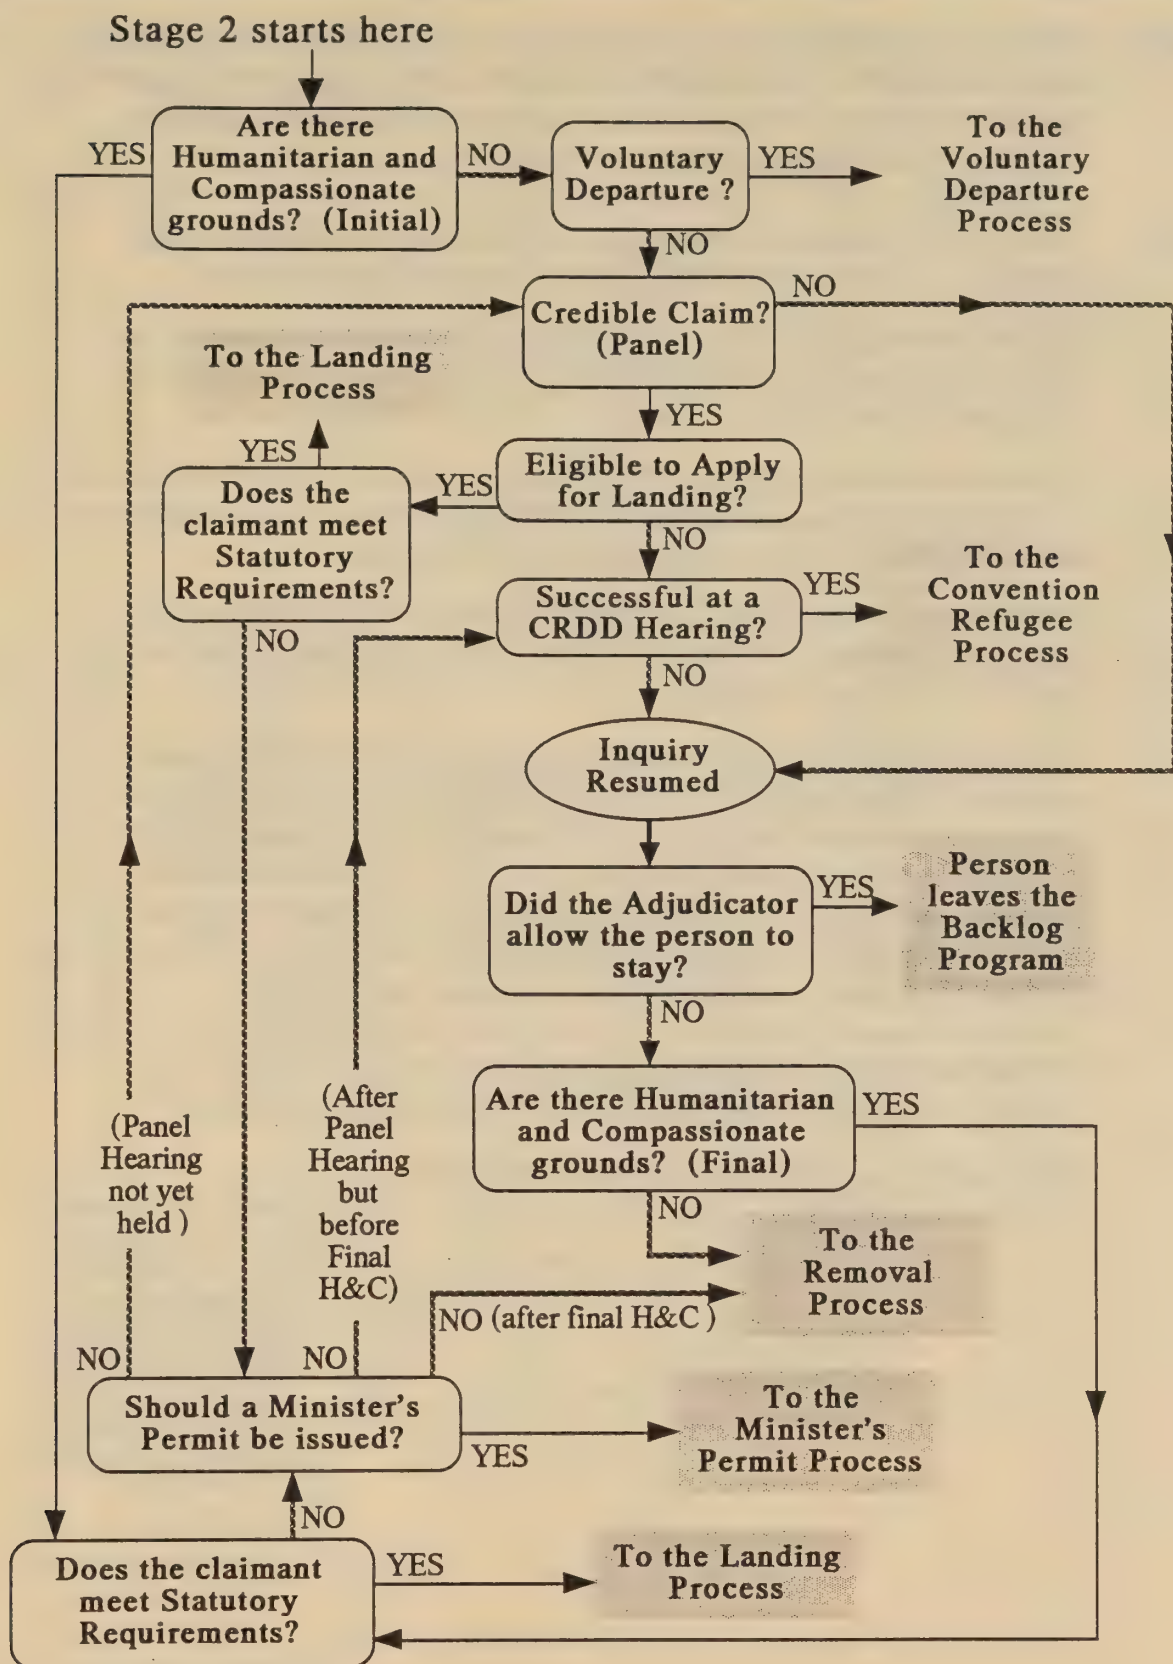 Stage 2 starts here
Are there
Humanitarian and
Compassionate
grounds? (Initial)
YES
NO
Voluntary
Departure ?
YES
To the
Voluntary
Departure
Process
NO
Credible Claim?
(Panel)
NO
To the Landing
Process
YES
YES
Eligible to Apply
for Landing?
YES
Does the
claimant meet
Statutory
Requirements?
NO
NO
Successful at a
CRDD Hearing?
YES
To the
Convention
Refugee
Process
NO
Inquiry
Resumed
Did the Adjudicator
allow the person to
stay?
YES
Person
leaves the
Backlog
Program
NO
Are there Humanitarian
and Compassionate
grounds? (Final)
YES
NO
(Panel
Hearing
not yet
held )
(After
Panel
Hearing
but
before
Final
H&C)
To the
Removal
Process
NO (after final H&C )
NO
NO
Should a Minister's
Permit be issued?
YES
To the
Minister's
Permit Process
NO
Does the claimant
meet Statutory
Requirements?
YES
To the Landing
Process